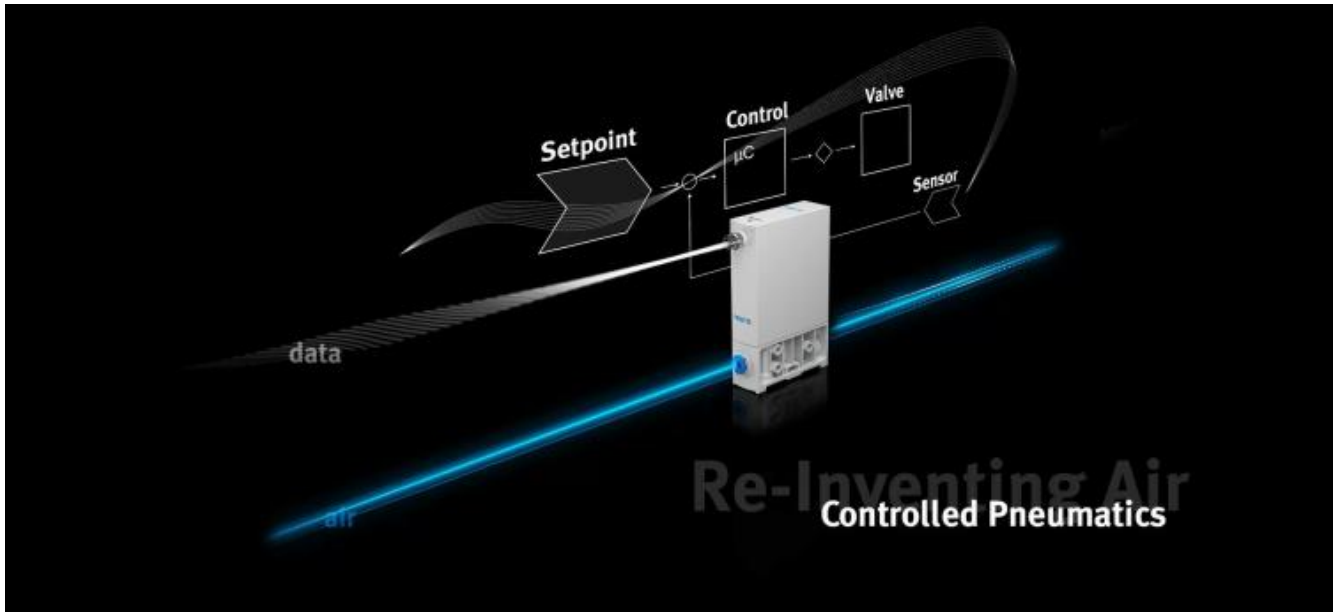 Setpoint
Control
µC
Valve
Sensor
data
air
Re-Inventing Air
Controlled Pneumatics